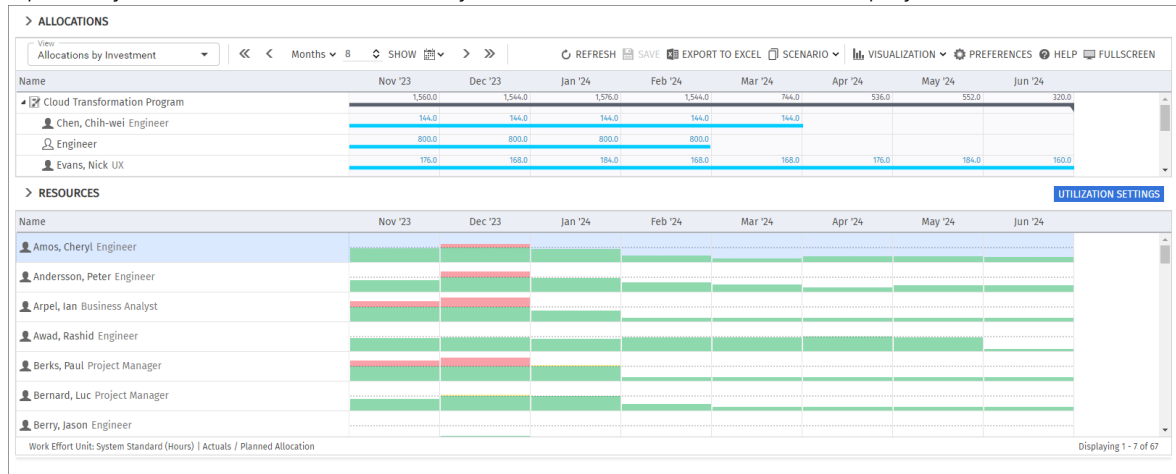 ALLOCATIONS
View
Allocations by Investment
Months 8 SHOW REFRESH SAVE EXPORT TO EXCEL SCENARIO VISUALIZATION PREFERENCES HELP FULLSCREEN
Name Nov '23 Dec '23 Jan '24 Feb '24 Mar '24 Apr '24 May '24 Jun '24
Cloud Transformation Program 1,560.0 1,544.0 1,576.0 1,544.0 744.0 536.0 552.0 320.0
Chen, Chih-wei Engineer 144.0 144.0 144.0 144.0 144.0
Engineer 800.0 800.0 800.0 800.0
Evans, Nick UX 176.0 168.0 184.0 168.0 168.0 176.0 184.0 160.0
RESOURCES UTILIZATION SETTINGS
Name Nov '23 Dec '23 Jan '24 Feb '24 Mar '24 Apr '24 May '24 Jun '24
Amos, Cheryl Engineer
Andersson, Peter Engineer
Arpel, Ian Business Analyst
Awad, Rashid Engineer
Berks, Paul Project Manager
Bernard, Luc Project Manager
Berry, Jason Engineer
Work Effort Unit: System Standard (Hours) | Actuals / Planned Allocation Displaying 1 - 7 of 67